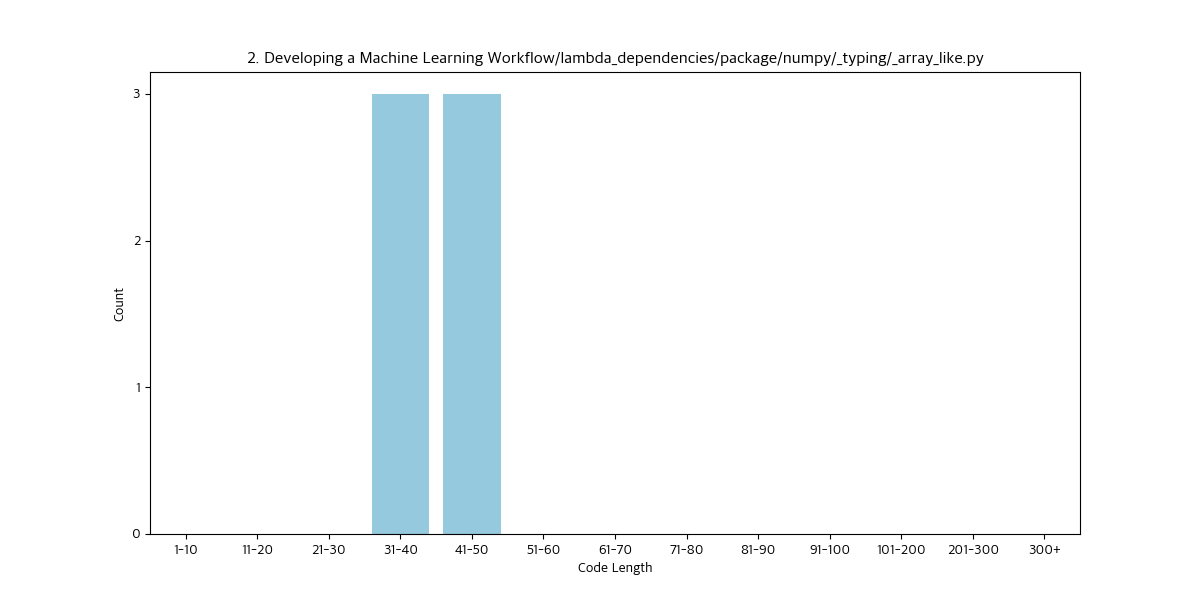 2. Developing a Machine Learning Workflow/lambda_dependencies/package/numpy/_typing/_array_like.py
3
2
1
0
Count
1-10 11-20 21-30 31-40 41-50 51-60 61-70 71-80 81-90 91-100 101-200 201-300 300+
Code Length